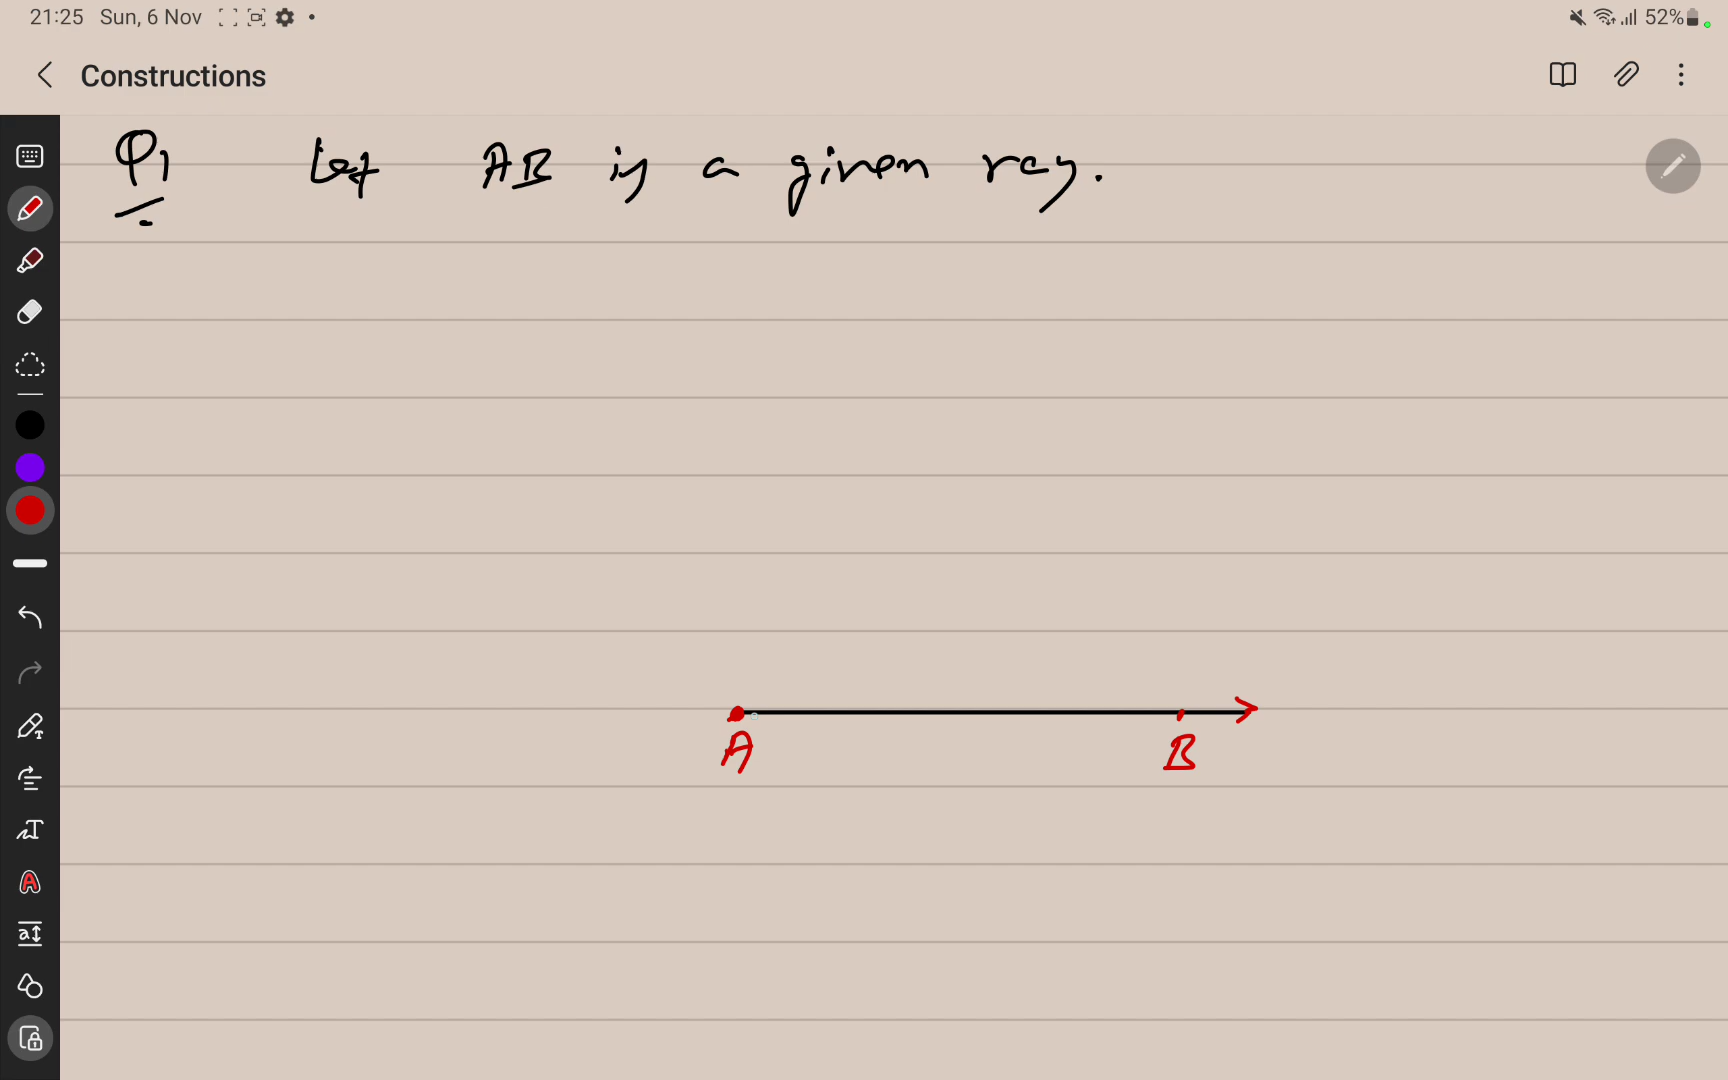 21:25 Sun, 6 Nov 52%
Constructions
Q1 Let AB is a given ray.
A B